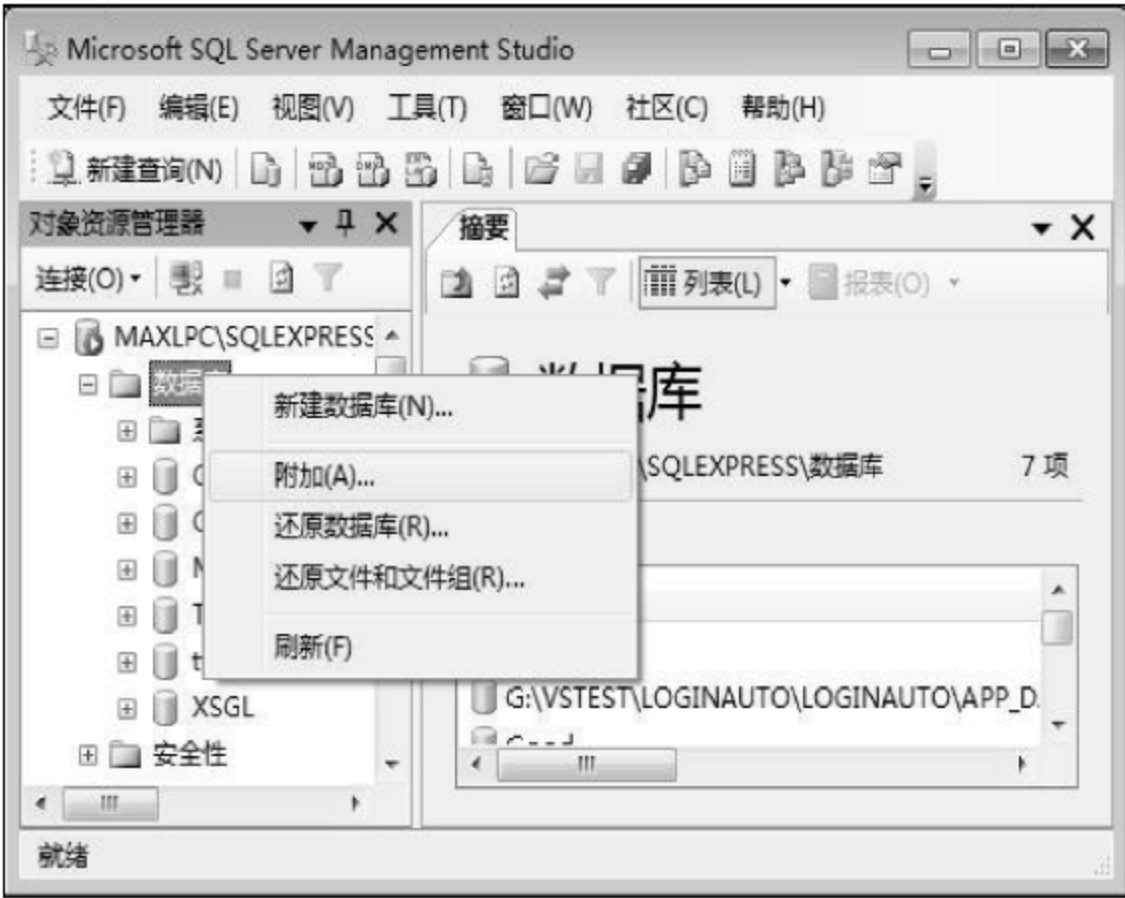 Microsoft SQL Server Management Studio
文件(F) 编辑(E) 视图(V) 工具(T) 窗口(W) 社区(C) 帮助(H)
新建查询(N)
对象资源管理器
摘要
连接(O)
列表(L) 报表(O)
MAXLPC\SQLEXPRESS
数据
新建数据库(N)...
附加(A)...
还原数据库(R)...
还原文件和文件组(R)...
刷新(F)
XSGL
安全性
数据库
\SQLEXPRESS\数据库 7 项
G:\VSTEST\LOGINAUTO\LOGINAUTO\APP_D
就绪